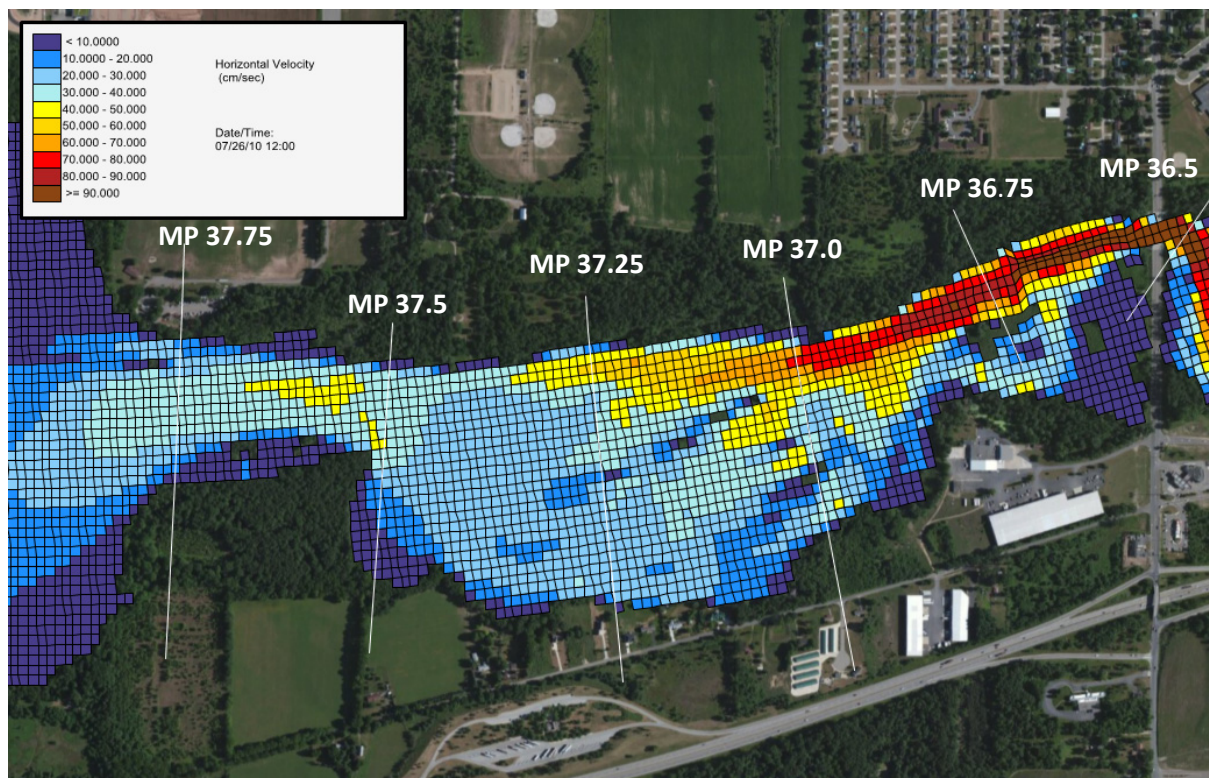 < 10.0000
10.0000 - 20.000
20.000 - 30.000
30.000 - 40.000
40.000 - 50.000
50.000 - 60.000
60.000 - 70.000
70.000 - 80.000
80.000 - 90.000
>= 90.000
Horizontal Velocity
(cm/sec)
Date/Time:
07/26/10 12:00
MP 36.5
MP 36.75
MP 37.75
MP 37.0
MP 37.25
MP 37.5